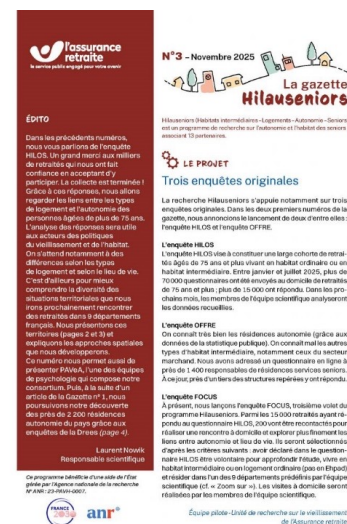 l'assurance
retraite
le service public engagé pour votre avenir
ÉDITO
Dans les précédents numéros,
nous vous parlions de l'enquête
HILOS. Un grand merci aux milliers
de retraités qui nous ont fait
confiance en acceptant d'y
participer. La collecte est terminée !
Grâce à ces réponses, nous allons
regarder les liens entre les types
de logement et l'autonomie des
personnes âgées de plus de 75 ans.
L'analyse des réponses sera utile
aux acteurs des politiques
du vieillissement et de l'habitat.
On s'attend notamment à des
différences selon les types
de logement et selon le lieu de vie.
C'est d'ailleurs pour mieux
comprendre la diversité des
situations territoriales que nous
irons prochainement rencontrer
des retraités dans 9 départements
français. Nous présentons ces
territoires (pages 2 et 3) et
expliquons les approches spatiales
que nous développerons.
Ce numéro nous permet aussi de
présenter PAVeA, l'une des équipes
de psychologie qui compose notre
consortium. Puis, à la suite d'un
article de la Gazette n° 1, nous
poursuivons notre découverte
des près de 2 200 résidences
autonomie du pays grâce aux
enquêtes de la Drees (page 4).
Laurent Nowik
Responsable scientifique
Ce programme bénéficie d'une aide de l'État
gérée par l'Agence nationale de la recherche
N° ANR : 23-PAVH-0007.
FRANCE
2030
anr
N°3 - Novembre 2025
La gazette
Hilauseniors
Hilauseniors (Habitats intermédiaires - Logements - Autonomie - Seniors)
est un programme de recherche sur l'autonomie et l'habitat des seniors
associant 13 partenaires.
LE PROJET
Trois enquêtes originales
La recherche Hilauseniors s'appuie notamment sur trois
enquêtes originales. Dans les deux premiers numéros de la
gazette, nous annoncions le lancement de deux d'entre elles :
l'enquête HILOS et l'enquête OFFRE.
L'enquête HILOS
L'enquête HILOS vise à constituer une large cohorte de retrai-
tés âgés de 75 ans et plus vivant en habitat ordinaire ou en
habitat intermédiaire. Entre janvier et juillet 2025, plus de
70 000 questionnaires ont été envoyés au domicile de retraités
de 75 ans et plus ; plus de 15 000 ont répondu. Dans les pro-
chains mois, les membres de l'équipe scientifique analyseront
les données recueillies.
L'enquête OFFRE
On connaît très bien les résidences autonomie (grâce aux
données de la statistique publique). On connaît mal les autres
types d'habitat intermédiaire, notamment ceux du secteur
marchand. Nous avons adressé un questionnaire en ligne à
près de 1 400 responsables de résidences services seniors.
À ce jour, près d'un tiers des structures repérées y ont répondu.
L'enquête FOCUS
À présent, nous lançons l'enquête FOCUS, troisième volet du
programme Hilauseniors. Parmi les 15 000 retraités ayant ré-
pondu au questionnaire HILOS, 200 vont être recontactés pour
réaliser une rencontre à domicile et explorer plus finement les
liens entre autonomie et lieu de vie. Ils seront sélectionnés
d'après les critères suivants : avoir déclaré dans le question-
naire HILOS être volontaire pour approfondir l'étude, vivre en
habitat intermédiaire ou en logement ordinaire (pas en Ehpad)
et résider dans l'un des 9 départements prédéfinis par l'équipe
scientifique (cf. « Zoom sur »). Les visites à domicile seront
réalisées par les membres de l'équipe scientifique.
Équipe pilote - Unité de recherche sur le vieillissement
de l'Assurance retraite